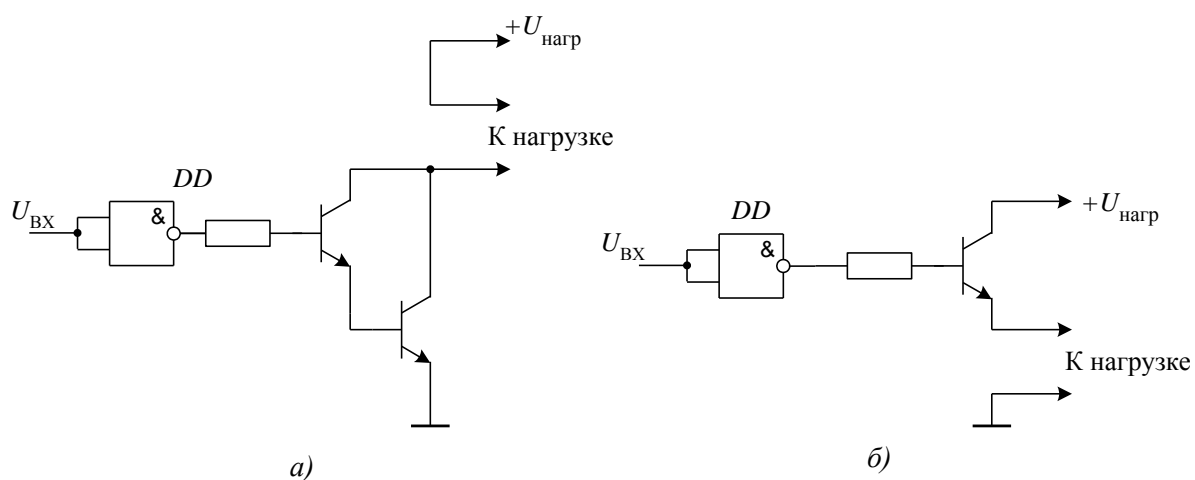 +Uнагр
К нагрузке
DD
&
UВХ
а)
DD
&
UВХ
+Uнагр
К нагрузке
б)